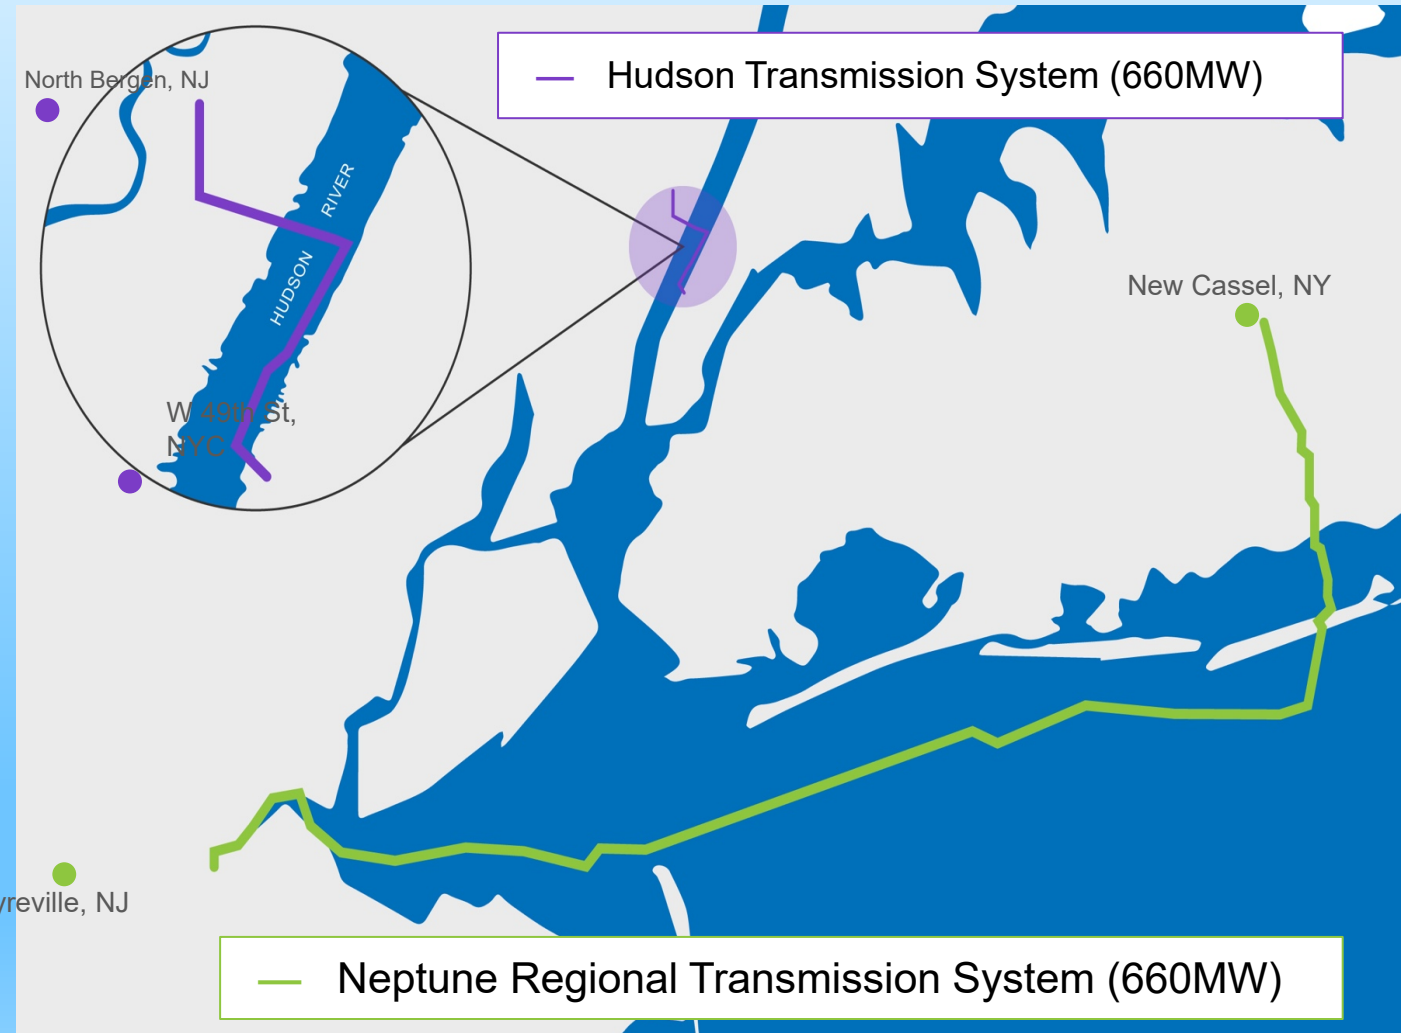 North Bergen, NJ
Hudson Transmission System (660MW)
HUDSON RIVER
New Cassel, NY
W 49th St,
NYC
yreville, NJ
Neptune Regional Transmission System (660MW)